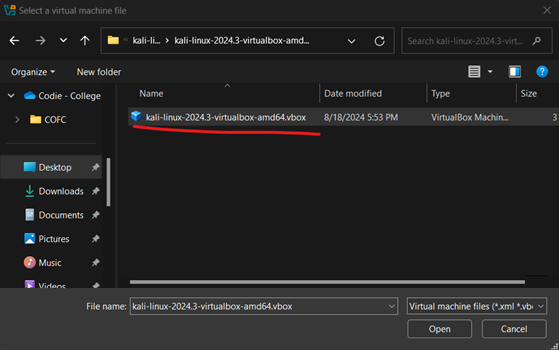 Select a virtual machine file
kali-li... > kali-linux-2024.3-virtualbox-amd...
Search kali-linux-2024.3-virt...
Organize
New folder
Name
Date modified
Type
Size
Codie - College
COFC
Desktop
Downloads
Documents
Pictures
Music
Videos
kali-linux-2024.3-virtualbox-amd64.vbox
8/18/2024 5:53 PM
VirtualBox Machin...
3
File name:
kali-linux-2024.3-virtualbox-amd64.vbox
Virtual machine files (*.xml *.vb
Open
Cancel